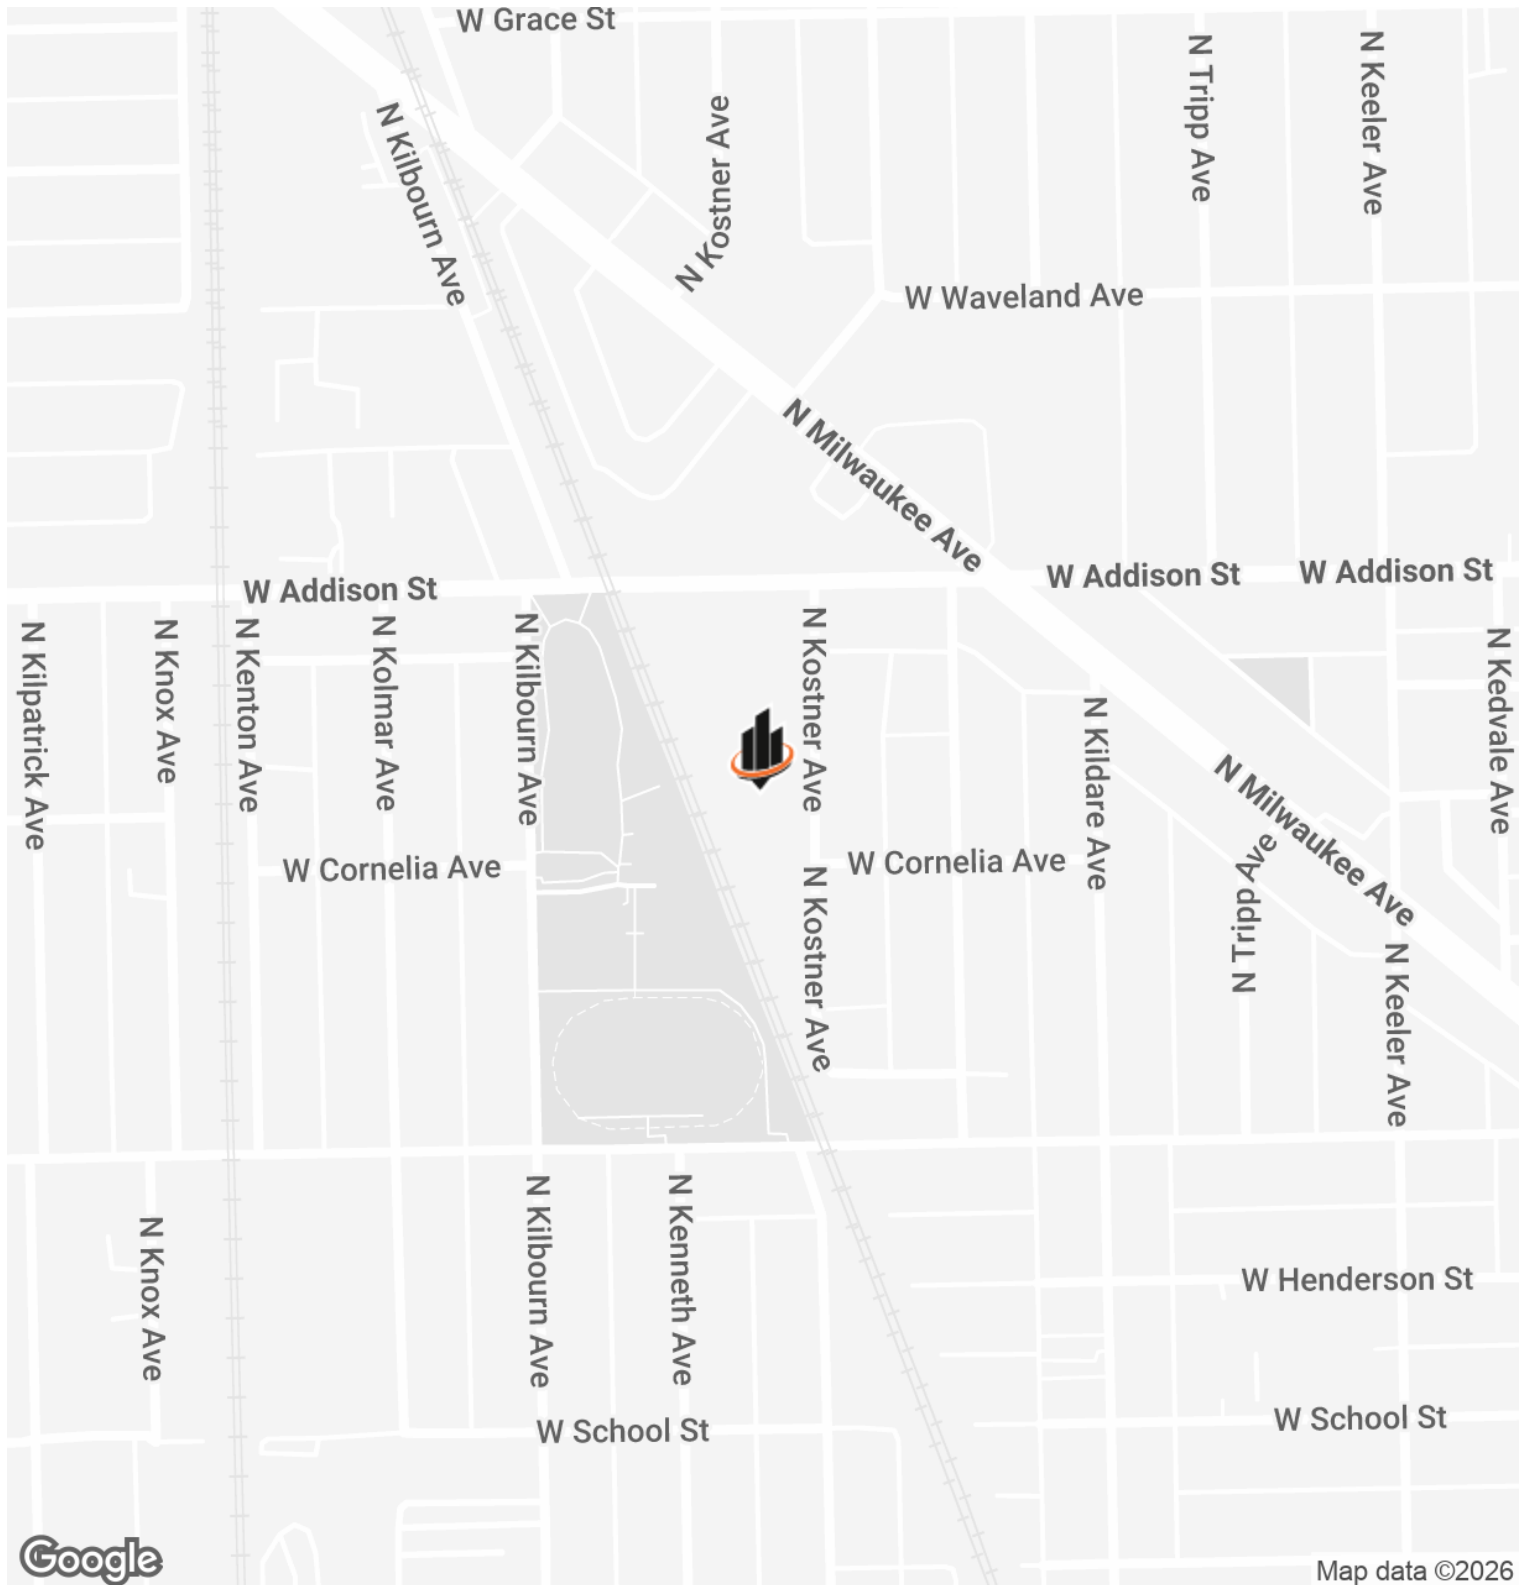 W Grace St
N Tripp Ave
N Keeler Ave
N Kostner Ave
N Kilbourn Ave
W Waveland Ave
N Milwaukee Ave
W Addison St
W Addison St
W Addison St
N Kilpatrick Ave
N Knox Ave
N Kenton Ave
N Kolmar Ave
N Kilbourn Ave
N Kostner Ave
N Kildare Ave
N Kedvale Ave
N Milwaukee Ave
W Cornelia Ave
W Cornelia Ave
N Tripp Ave
N Kostner Ave
N Keeler Ave
N Knox Ave
N Kilbourn Ave
N Kenneth Ave
W Henderson St
W School St
W School St
Google
Map data ©2026